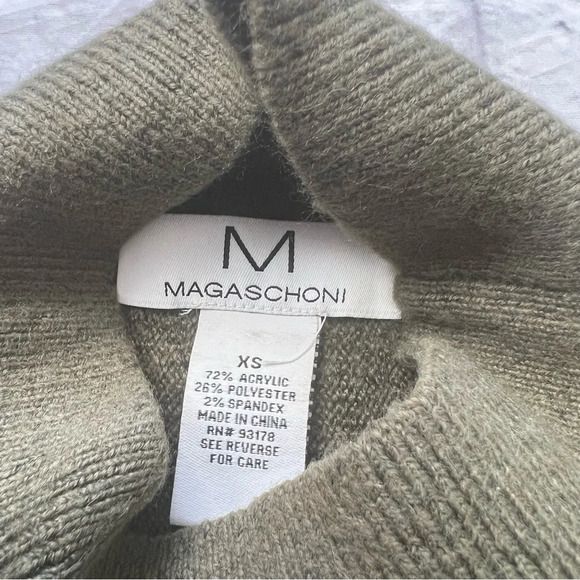 M
MAGASCHONI
XS
72% ACRYLIC
26% POLYESTER
2% SPANDEX
MADE IN CHINA
RN# 93178
SEE REVERSE
FOR CARE